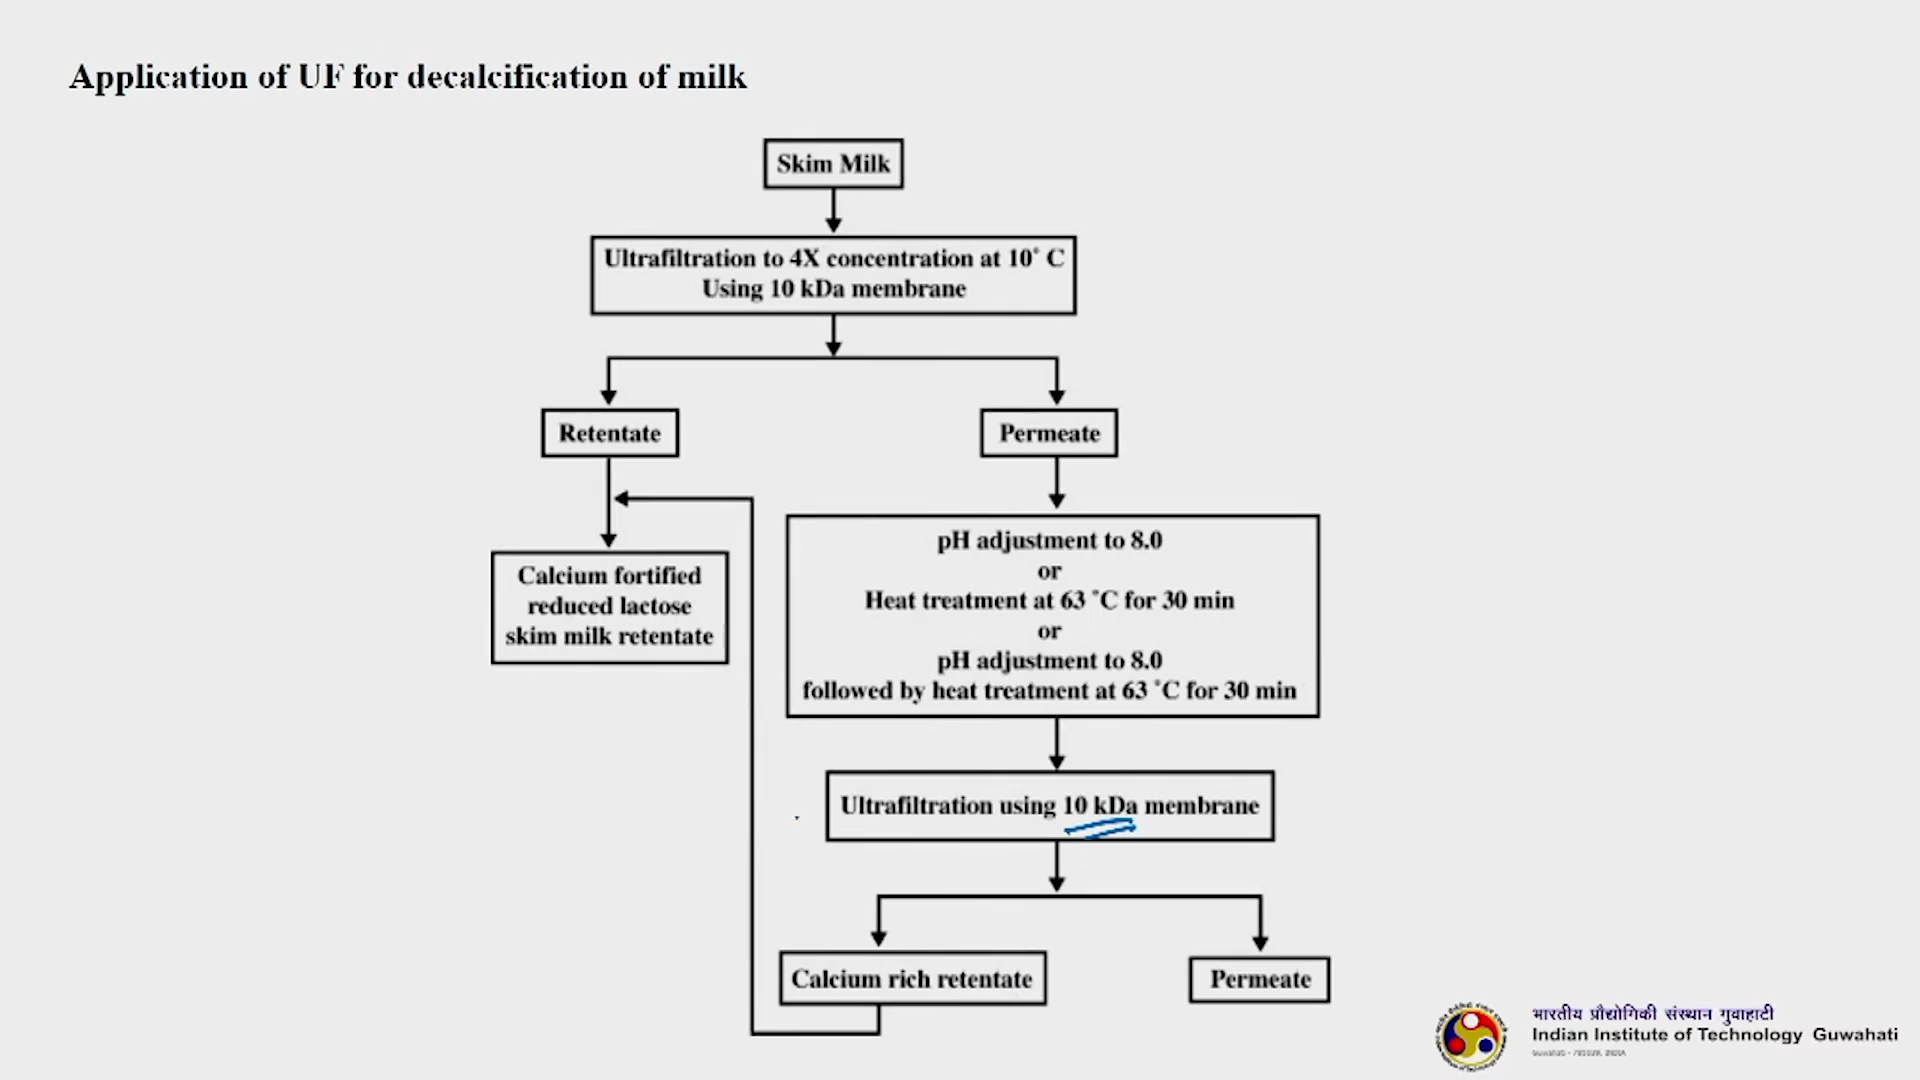 Application of UF for decalcification of milk
Skim Milk
Ultrafiltration to 4X concentration at 10˚ C
Using 10 kDa membrane
Retentate
Permeate
pH adjustment to 8.0
or
Heat treatment at 63 ˚C for 30 min
or
pH adjustment to 8.0
followed by heat treatment at 63 ˚C for 30 min
Calcium fortified
reduced lactose
skim milk retentate
Ultrafiltration using 10 kDa membrane
Calcium rich retentate
Permeate
भारतीय प्रौद्योगिकी संस्थान गुवाहाटी
Indian Institute of Technology Guwahati